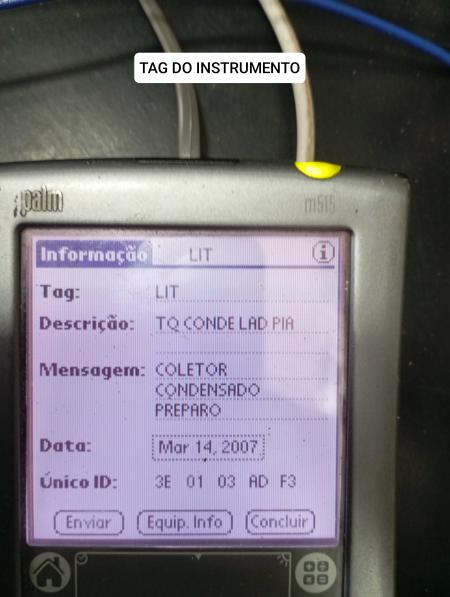 TAG DO INSTRUMENTO
palm
m515
Informação LIT
Tag: LIT
Descrição: TQ CONDE LAD PIA
Mensagem: COLETOR
CONDENSADO
PREPARO
Data: Mar 14, 2007
Único ID: 3E 01 03 AD F3
Enviar Equip. Info Concluir